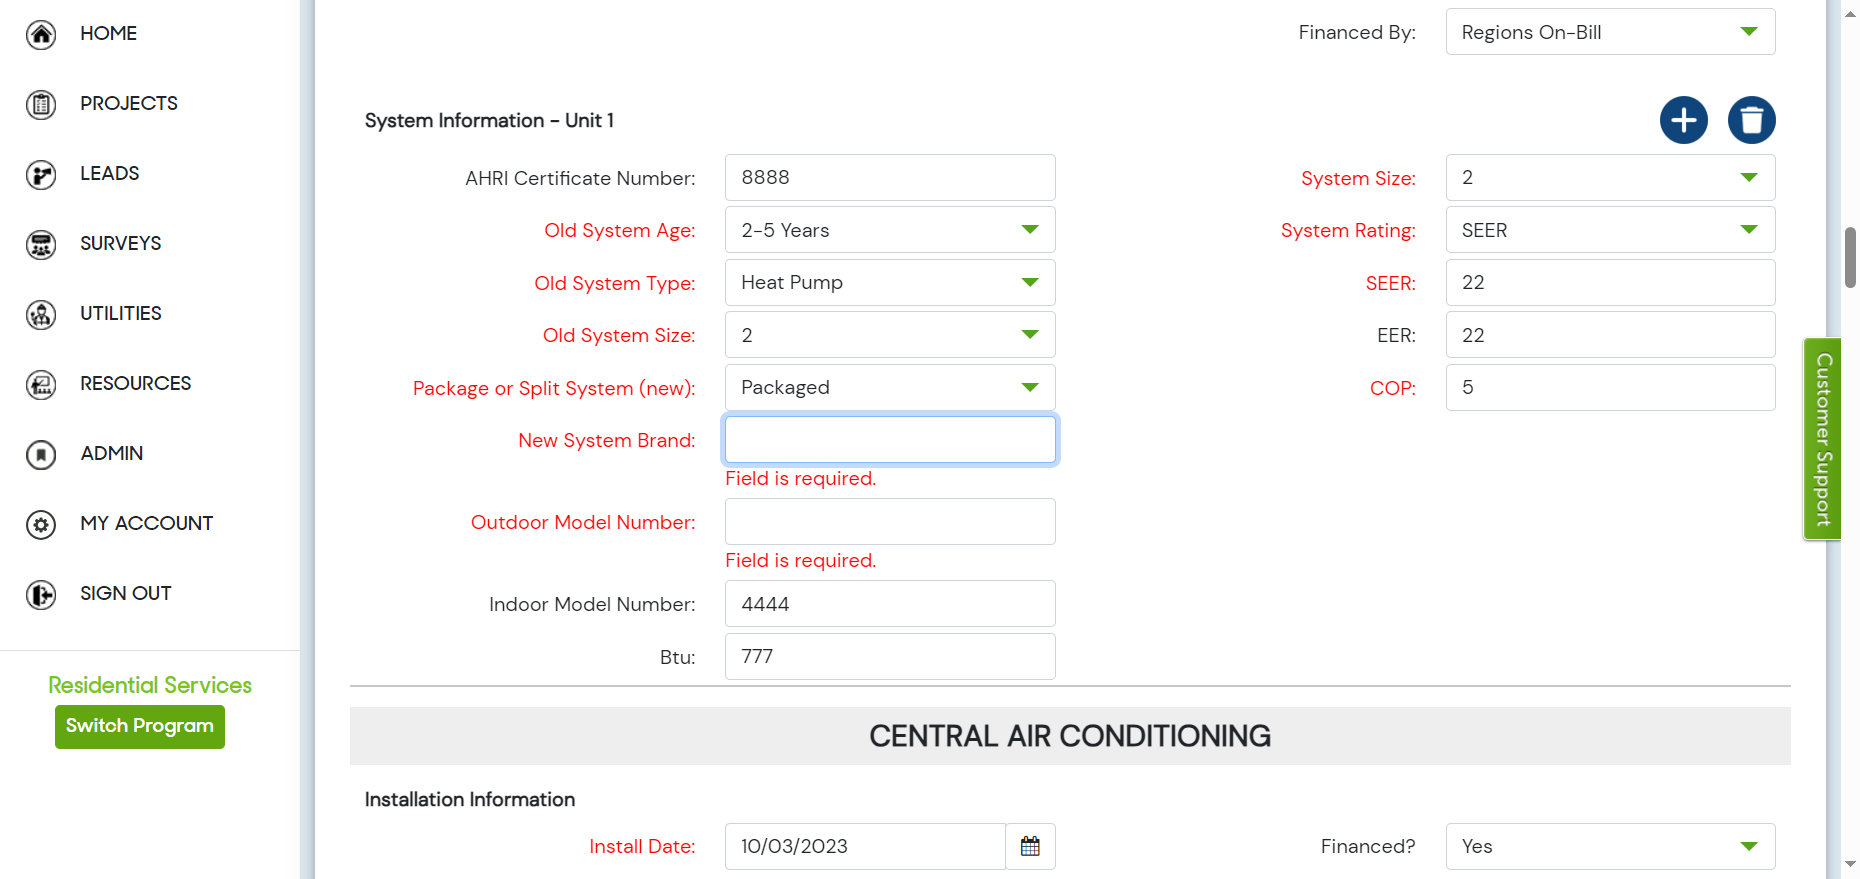 HOME
PROJECTS
LEADS
SURVEYS
UTILITIES
RESOURCES
ADMIN
MY ACCOUNT
SIGN OUT
Residential Services
Switch Program
Financed By: Regions On-Bill
System Information - Unit 1
AHRI Certificate Number: 8888 System Size: 2
Old System Age: 2-5 Years System Rating: SEER
Old System Type: Heat Pump SEER: 22
Old System Size: 2 EER: 22
Package or Split System (new): Packaged COP: 5
New System Brand:
Field is required.
Outdoor Model Number:
Field is required.
Indoor Model Number: 4444
Btu: 777
CENTRAL AIR CONDITIONING
Installation Information
Install Date: 10/03/2023 Financed? Yes
Customer Support